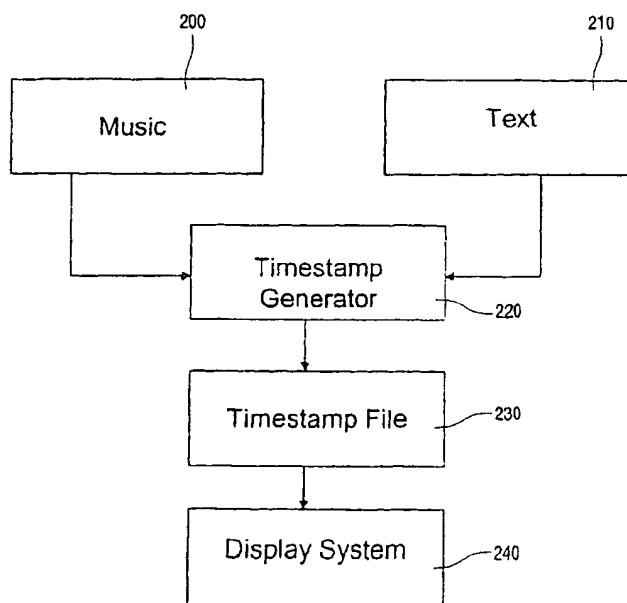 200
210
Music
Text
Timestamp
Generator
220
Timestamp File
230
Display System
240